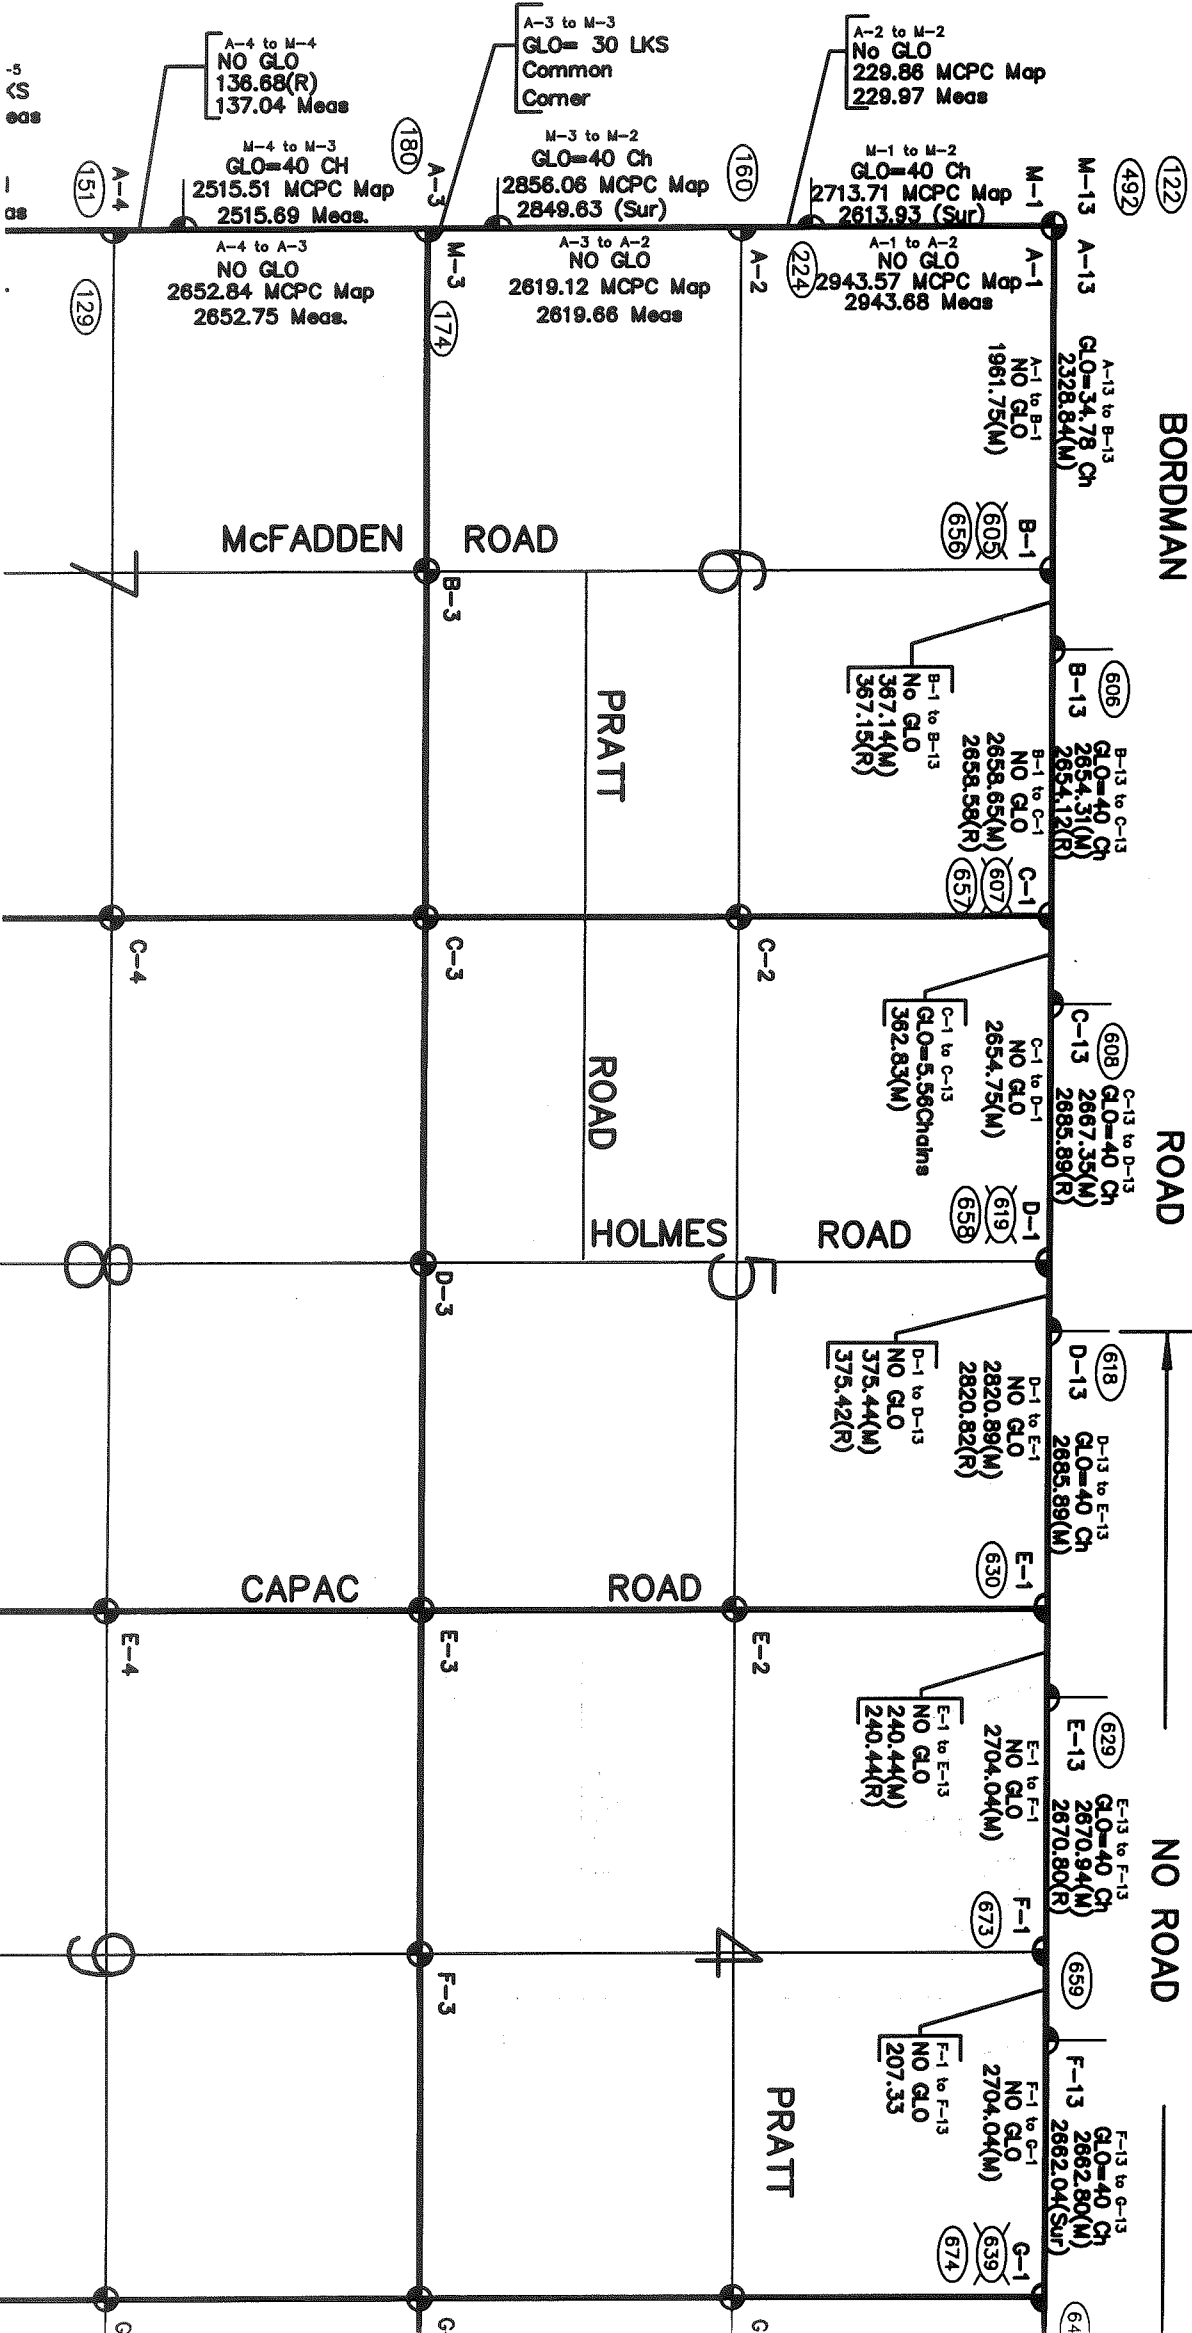 BORDMAN
ROAD
NO ROAD
122
492
M-13
A-13
M-1
A-1
A-13 to B-13
GLO=34.78 Ch
2328.84(M)
A-1 to B-1
NO GLO
1961.75(M)
B-1
605
656
606
B-13
B-1 to B-13
No GLO
367.14(M)
367.15(R)
B-13 to C-13
GLO=40 Ch
2654.31(M)
2654.12(R)
B-1 to C-1
NO GLO
2658.65(M)
2658.58(R)
C-1
607
657
608
C-13
C-1 to C-13
GLO=5.56Chains
362.83(M)
C-13 to D-13
GLO=40 Ch
2667.35(M)
2685.89(R)
C-1 to D-1
NO GLO
2654.75(M)
D-1
619
658
618
D-13
D-1 to D-13
NO GLO
375.44(M)
375.42(R)
D-13 to E-13
GLO=40 Ch
2685.89(M)
D-1 to E-1
NO GLO
2820.89(M)
2820.82(R)
E-1
630
629
E-13
E-1 to E-13
NO GLO
240.44(M)
240.44(R)
E-13 to F-13
GLO=40 Ch
2670.94(M)
2670.80(R)
E-1 to F-1
NO GLO
2704.04(M)
F-1
673
659
F-13
F-1 to F-13
NO GLO
207.33
F-13 to G-13
GLO=40 Ch
2662.80(M)
2662.04(Sur)
F-1 to G-1
NO GLO
2704.04(M)
G-1
639
674
64
A-2 to M-2
No GLO
229.86 MCPC Map
229.97 Meas
M-1 to M-2
GLO=40 Ch
2713.71 MCPC Map
2613.93 (Sur)
A-1 to A-2
NO GLO
2943.57 MCPC Map
2943.68 Meas
224
160
A-2
A-3 to M-3
GLO= 30 LKS
Common
Corner
M-3 to M-2
GLO=40 Ch
2856.06 MCPC Map
2849.63 (Sur)
A-3 to A-2
NO GLO
2619.12 MCPC Map
2619.66 Meas
180
A-3
M-3
174
A-4 to M-4
NO GLO
136.68(R)
137.04 Meas
M-4 to M-3
GLO=40 CH
2515.51 MCPC Map
2515.69 Meas.
A-4 to A-3
NO GLO
2652.84 MCPC Map
2652.75 Meas.
151
A-4
129
-5
KS
eas
as
McFADDEN ROAD
PRATT
ROAD
HOLMES ROAD
CAPAC ROAD
PRATT
6
5
4
7
8
9
B-3
C-2
C-3
C-4
D-3
E-2
E-3
E-4
F-3
G
G
G